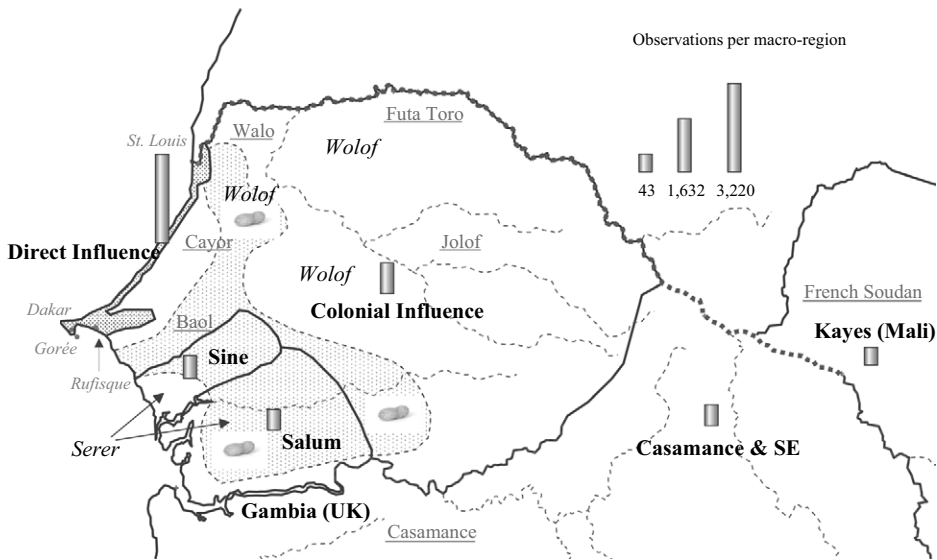 Observations per macro-region
43
1,632
3,220
Futa Toro
Walo
St. Louis
Wolof
Wolof
Direct Influence
Cayor
Jolof
Wolof
Colonial Influence
French Soudan
Dakar
Baol
Kayes (Mali)
Gorée
Sine
Rufisque
Serer
Salum
Casamance & SE
Gambia (UK)
Casamance